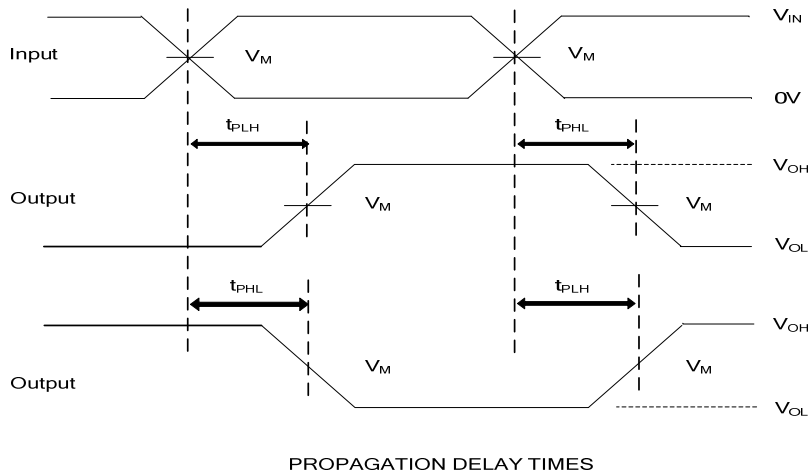 V_IN
Input V_M V_M
0V
t_PLH t_PHL
V_OH
Output V_M V_M
V_OL
t_PHL t_PLH
V_OH
V_M V_M
Output
V_OL
PROPAGATION DELAY TIMES